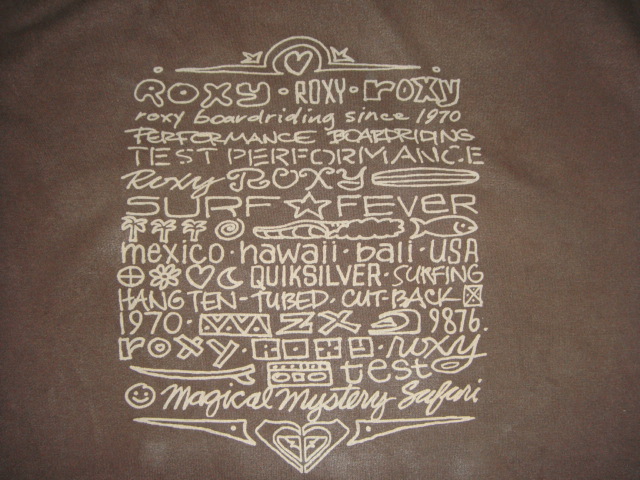 ROXY · ROXY · roxy
roxy boardriding since 1970
PERFORMANCE BOARDRIDING
TEST PERFORMANCE
Roxy ROXY
SURF FEVER
mexico · hawaii · bali · USA
QUIKSILVER · SURFING
HANG TEN · TUBED · CUT-BACK
1970 · ZX 9876.
roxy · ROXY · roxy
test
Magical Mystery Safari